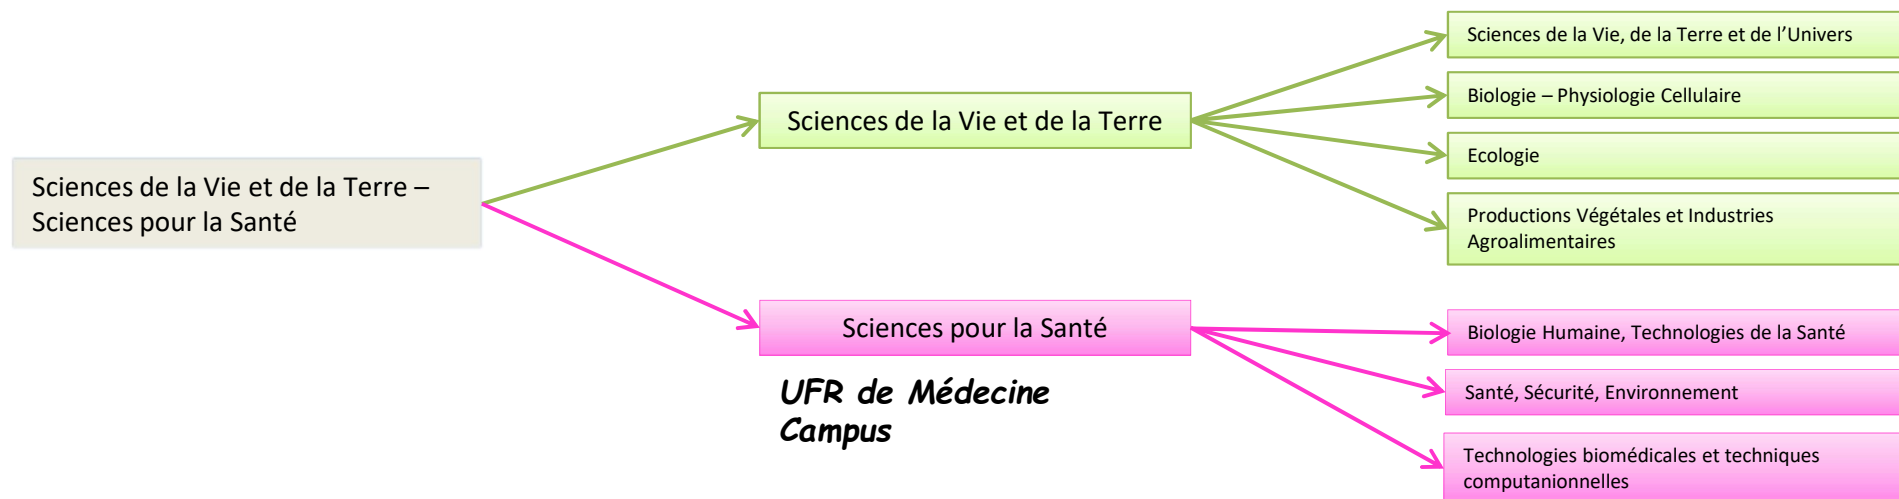 Sciences de la Vie et de la Terre –
Sciences pour la Santé
Sciences de la Vie et de la Terre
Sciences de la Vie, de la Terre et de l’Univers
Biologie – Physiologie Cellulaire
Ecologie
Productions Végétales et Industries
Agroalimentaires
Sciences pour la Santé
UFR de Médecine
Campus
Biologie Humaine, Technologies de la Santé
Santé, Sécurité, Environnement
Technologies biomédicales et techniques
computanionnelles